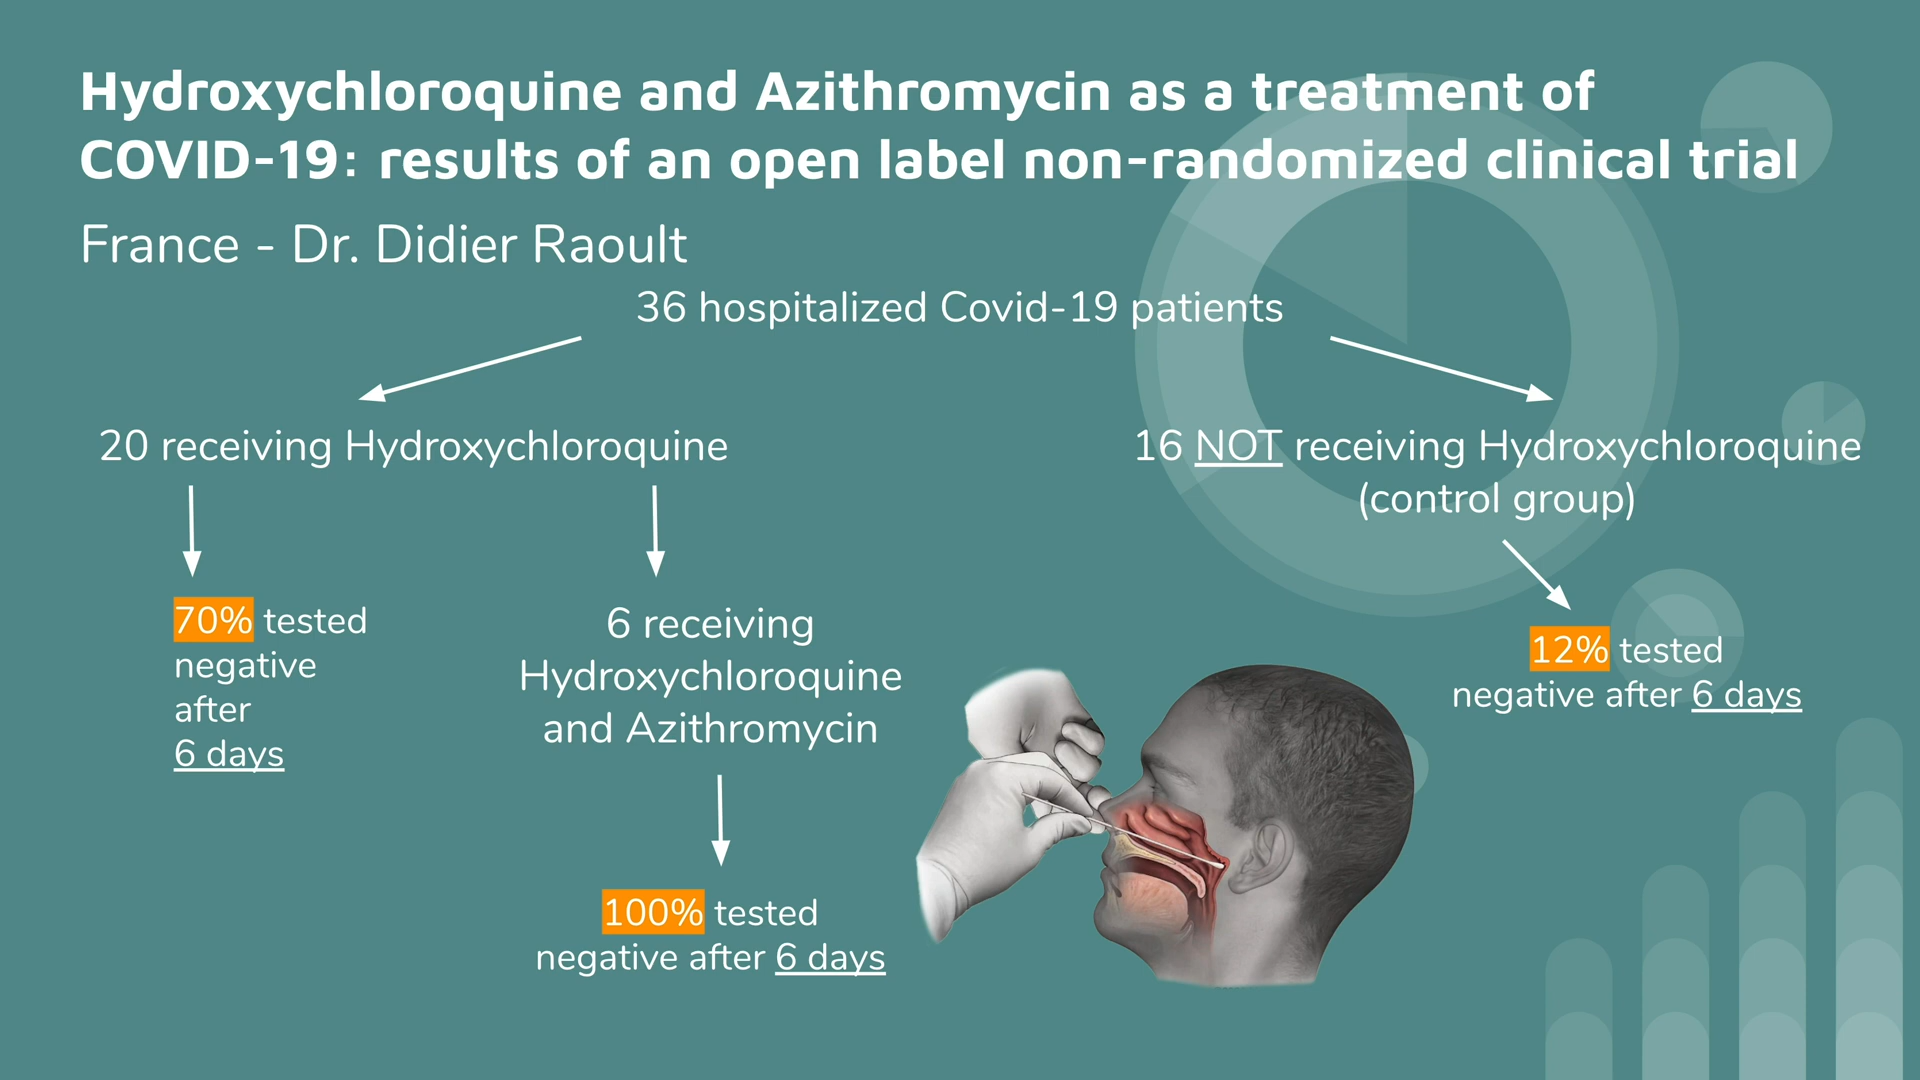 Hydroxychloroquine and Azithromycin as a treatment of
COVID-19: results of an open label non-randomized clinical trial
France - Dr. Didier Raoult
36 hospitalized Covid-19 patients
20 receiving Hydroxychloroquine
16 NOT receiving Hydroxychloroquine
(control group)
70% tested
negative
after
6 days
6 receiving
Hydroxychloroquine
and Azithromycin
12% tested
negative after 6 days
100% tested
negative after 6 days